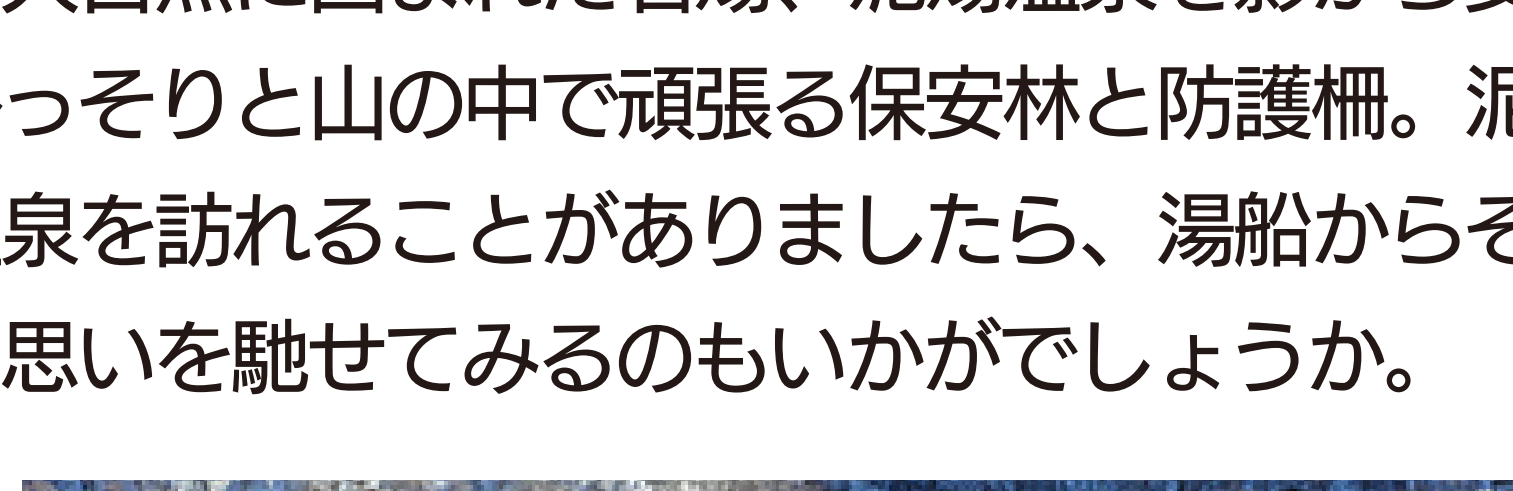 っそりと山の中で頑張る保安林と防護柵。泥
泉を訪れることがありましたら、湯船からそ
思いを馳せてみるのもいかがでしょうか。